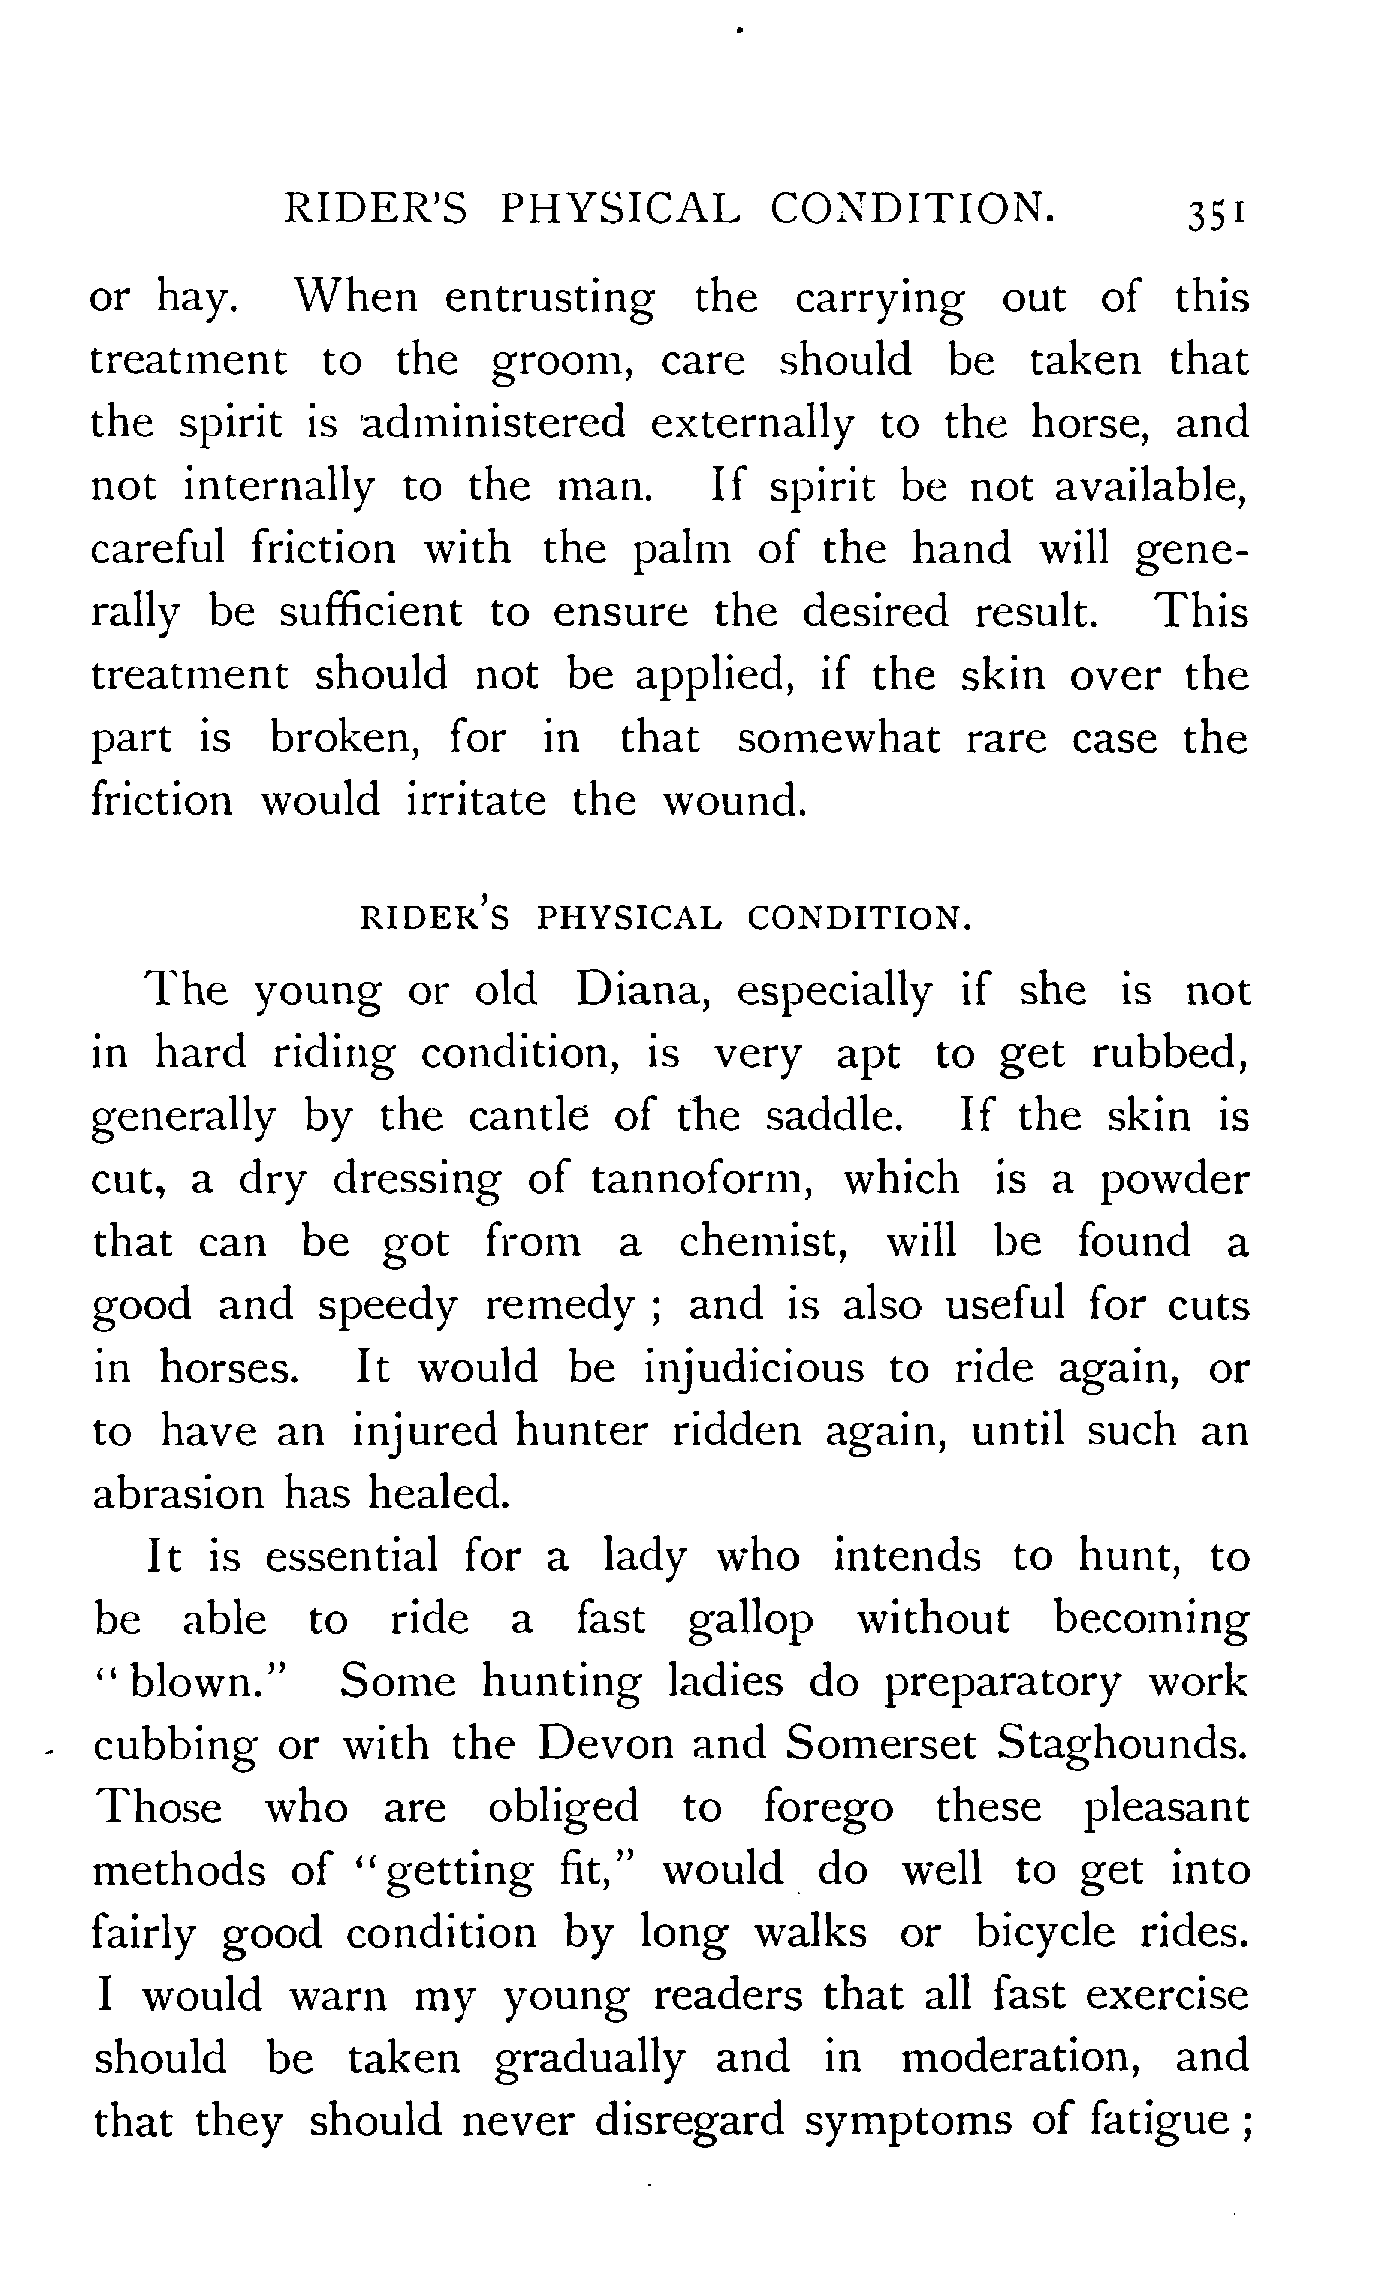 RIDER'S PHYSICAL CONDITION. 351
or hay. When entrusting the carrying out of this
treatment to the groom, care should be taken that
the spirit is administered externally to the horse, and
not internally to the man. If spirit be not available,
careful friction with the palm of the hand will gene-
rally be sufficient to ensure the desired result. This
treatment should not be applied, if the skin over the
part is broken, for in that somewhat rare case the
friction would irritate the wound.
RIDER'S PHYSICAL CONDITION.
The young or old Diana, especially if she is not
in hard riding condition, is very apt to get rubbed,
generally by the cantle of the saddle. If the skin is
cut, a dry dressing of tannoform, which is a powder
that can be got from a chemist, will be found a
good and speedy remedy ; and is also useful for cuts
in horses. It would be injudicious to ride again, or
to have an injured hunter ridden again, until such an
abrasion has healed.
It is essential for a lady who intends to hunt, to
be able to ride a fast gallop without becoming
"blown." Some hunting ladies do preparatory work
cubbing or with the Devon and Somerset Staghounds.
Those who are obliged to forego these pleasant
methods of "getting fit," would do well to get into
fairly good condition by long walks or bicycle rides.
I would warn my young readers that all fast exercise
should be taken gradually and in moderation, and
that they should never disregard symptoms of fatigue ;